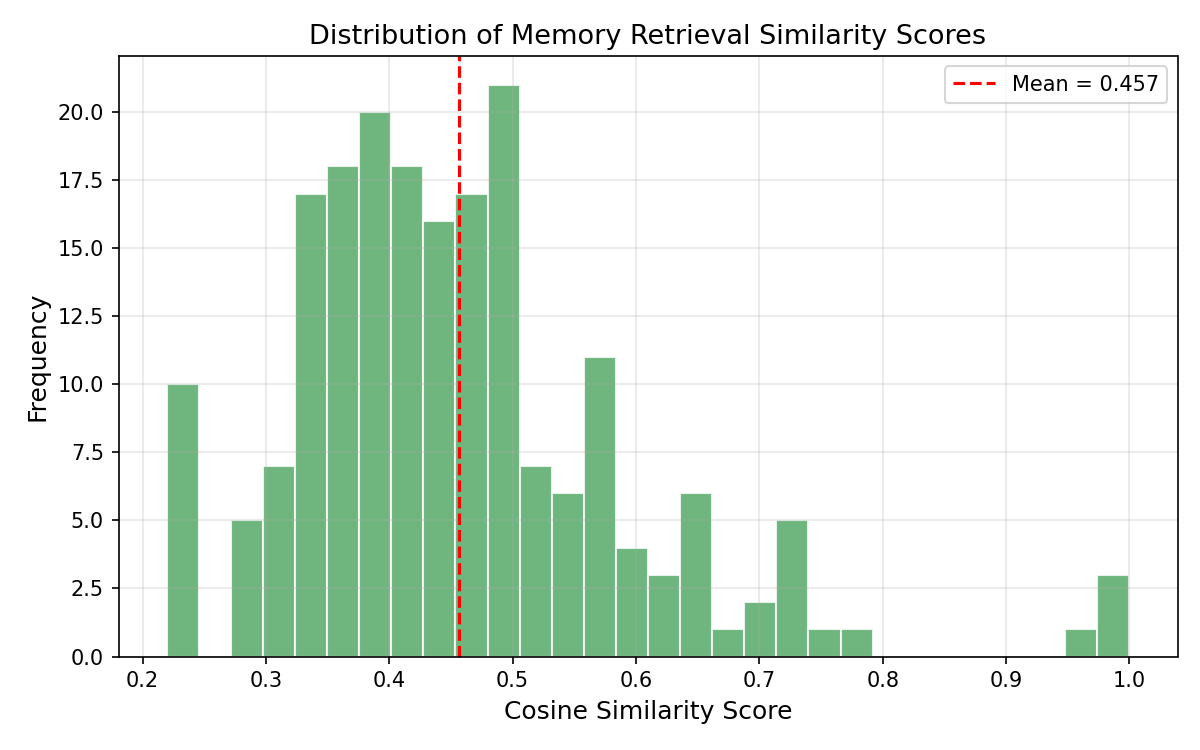 Distribution of Memory Retrieval Similarity Scores
Mean = 0.457
Frequency
20.0
17.5
15.0
12.5
10.0
7.5
5.0
2.5
0.0
0.2 0.3 0.4 0.5 0.6 0.7 0.8 0.9 1.0
Cosine Similarity Score